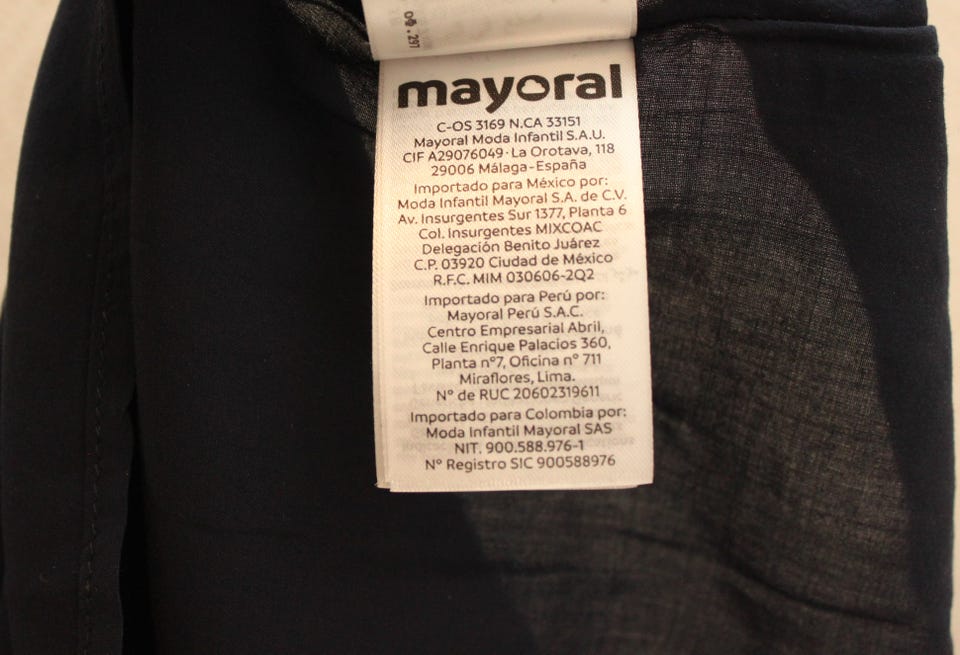 mayoral
C-OS 3169 N.CA 33151
Mayoral Moda Infantil S.A.U.
CIF A29076049 · La Orotava, 118
29006 Málaga-España
Importado para México por:
Moda Infantil Mayoral S.A. de C.V.
Av. Insurgentes Sur 1377, Planta 6
Col. Insurgentes MIXCOAC
Delegación Benito Juárez
C.P. 03920 Ciudad de México
R.F.C. MIM 030606-2Q2
Importado para Perú por:
Mayoral Perú S.A.C.
Centro Empresarial Abril,
Calle Enrique Palacios 360,
Planta nº7, Oficina nº 711
Miraflores, Lima.
Nº de RUC 20602319611
Importado para Colombia por:
Moda Infantil Mayoral SAS
NIT. 900.588.976-1
Nº Registro SIC 900588976